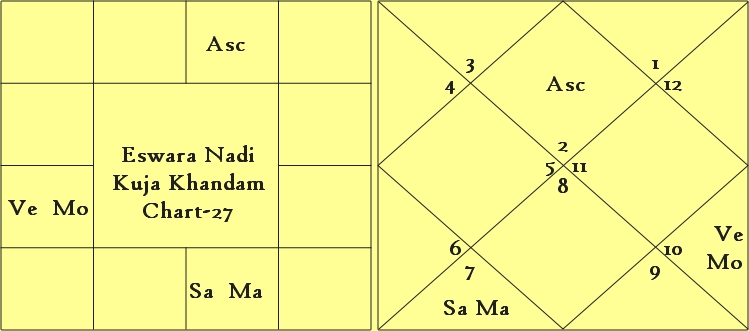 Asc
Eswara Nadi
Kuja Khandam
Chart-27
Ve Mo
Sa Ma
3
4
Asc
1
12
2
5 11
8
6
7
Sa Ma
10
9
Ve
Mo